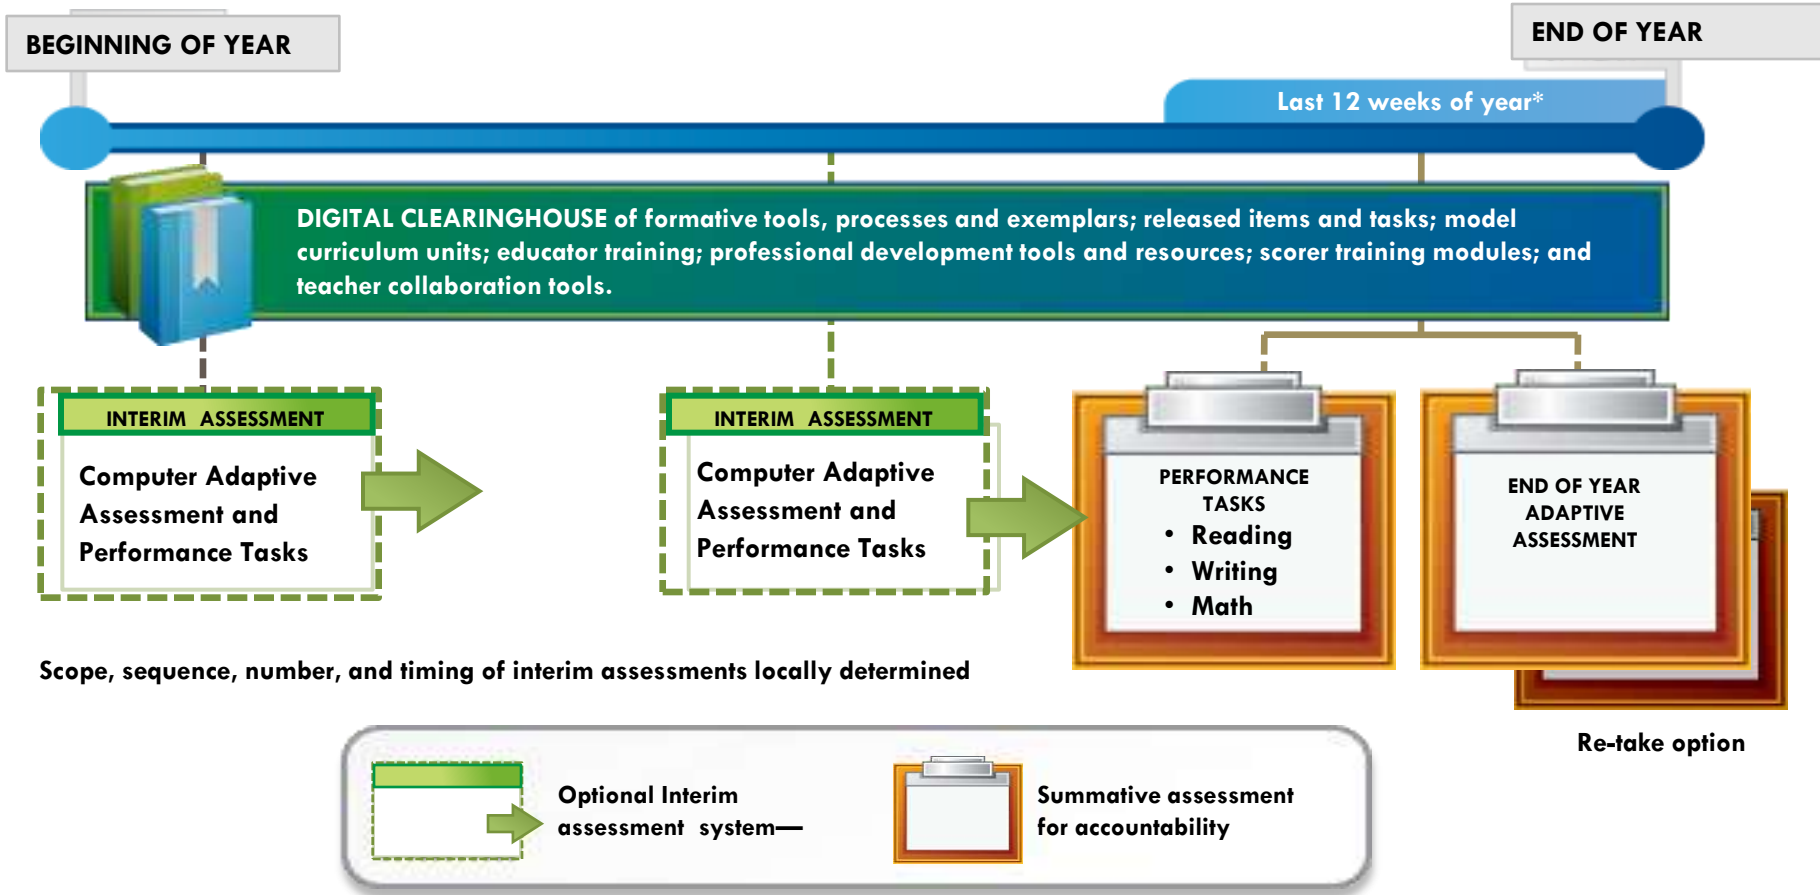 BEGINNING OF YEAR
END OF YEAR
Last 12 weeks of year*
DIGITAL CLEARINGHOUSE of formative tools, processes and exemplars; released items and tasks; model
curriculum units; educator training; professional development tools and resources; scorer training modules; and
teacher collaboration tools.
INTERIM ASSESSMENT
Computer Adaptive
Assessment and
Performance Tasks
INTERIM ASSESSMENT
Computer Adaptive
Assessment and
Performance Tasks
PERFORMANCE
TASKS
• Reading
• Writing
• Math
END OF YEAR
ADAPTIVE
ASSESSMENT
Scope, sequence, number, and timing of interim assessments locally determined
Re-take option
Optional Interim
assessment system—
Summative assessment
for accountability